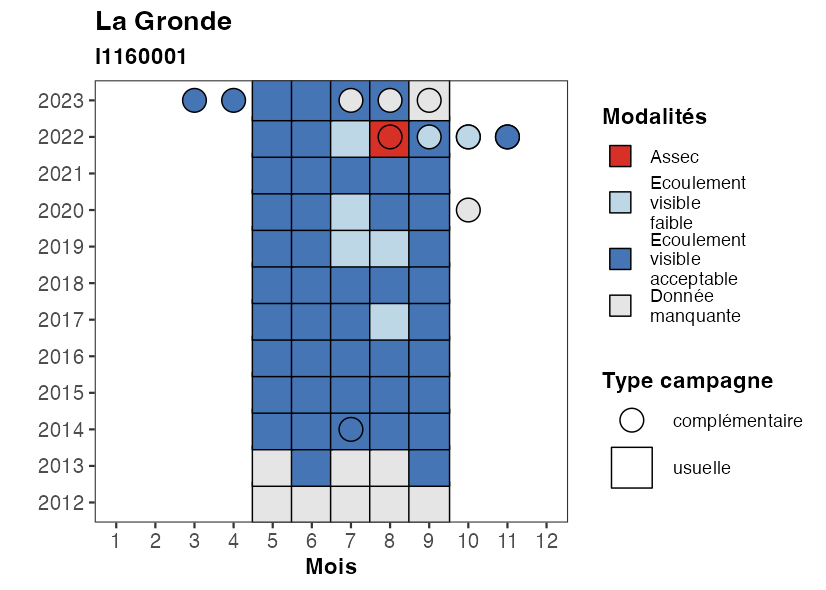 La Gronde
I1160001
2023
2022
2021
2020
2019
2018
2017
2016
2015
2014
2013
2012
1 2 3 4 5 6 7 8 9 10 11 12
Mois
Modalités
Assec
Ecoulement
visible
faible
Ecoulement
visible
acceptable
Donnée
manquante
Type campagne
complémentaire
usuelle